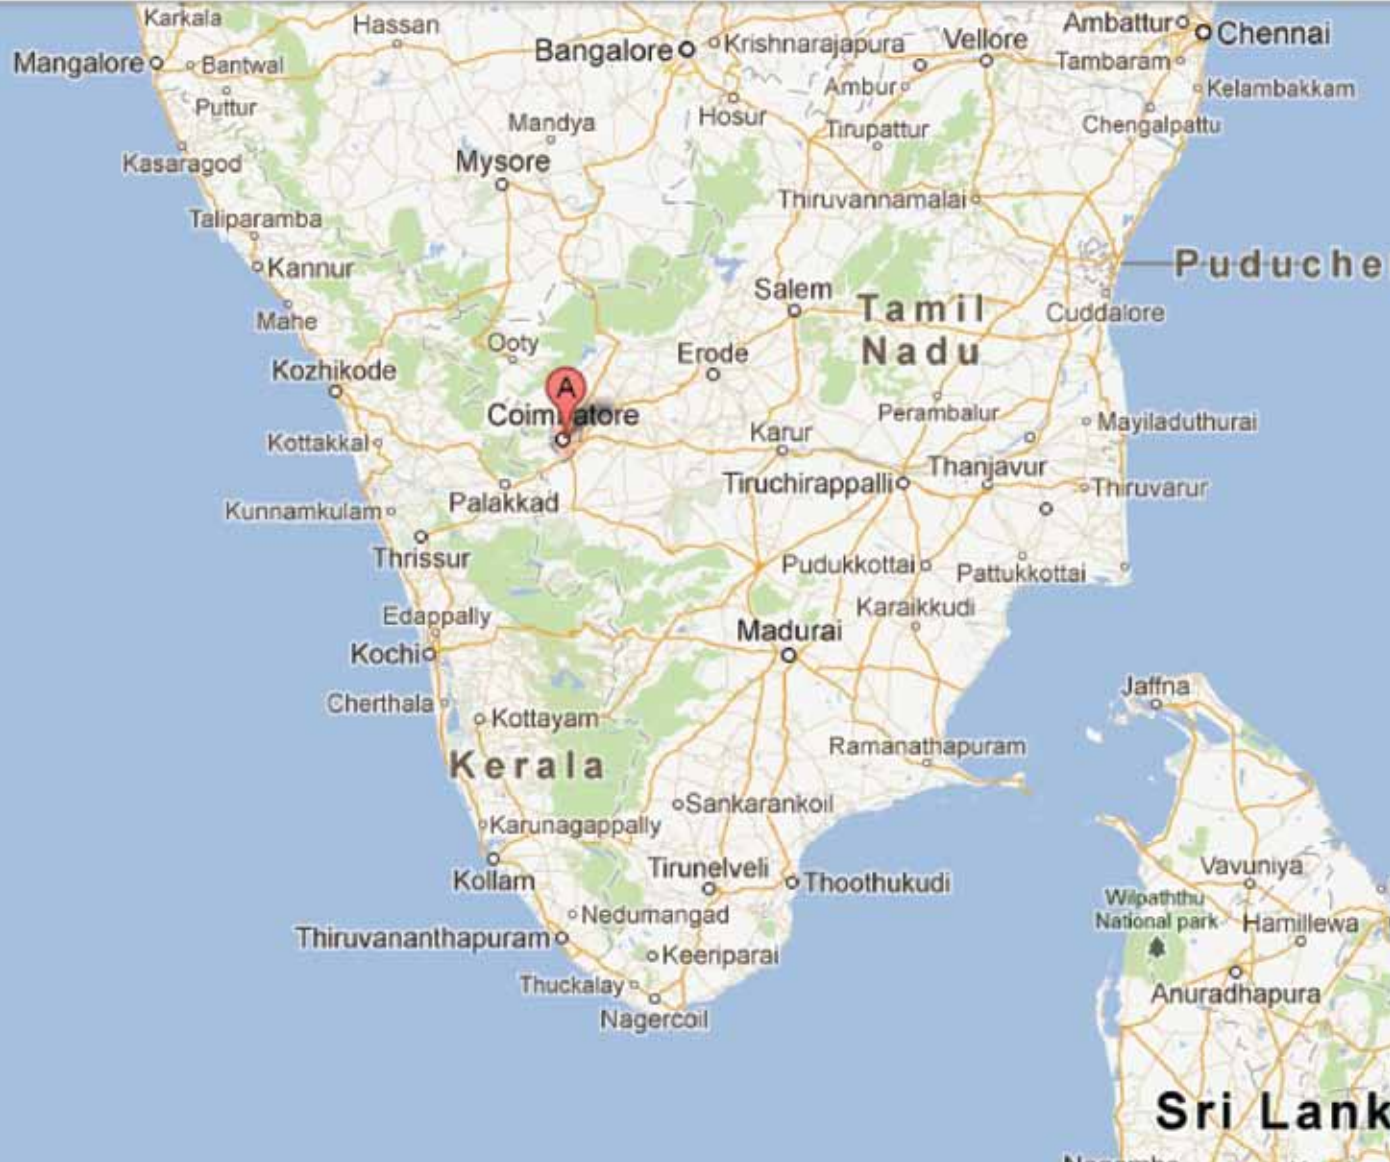 Karkala
Hassan
Ambattur
Mangalore
Bantwal
Bangalore
Krishnarajapura
Vellore
Chennai
Tambaram
Puttur
Ambur
Kelambakkam
Mandya
Hosur
Tirupattur
Chengalpattu
Kasaragod
Mysore
Taliparamba
Thiruvannamalai
Kannur
Puduche
Mahe
Salem
Tamil
Nadu
Cuddalore
Ooty
Erode
Kozhikode
A
Perambalur
Mayiladuthurai
Kottakkal
Karur
Thanjavur
Palakkad
Tiruchirappalli
Thiruvarur
Kunnamkulam
Thrissur
Pudukkottai
Pattukkottai
Edappally
Karaikkudi
Kochi
Madurai
Cherthala
Jaffna
Kottayam
Kerala
Ramanathapuram
Sankarankoil
Karunagappally
Kollam
Tirunelveli
Thoothukudi
Vavuniya
Wilpaththu
National park
Hamillewa
Nedumangad
Thiruvananthapuram
Keeriparai
Thuckalay
Anuradhapura
Nagercoil
Sri Lank